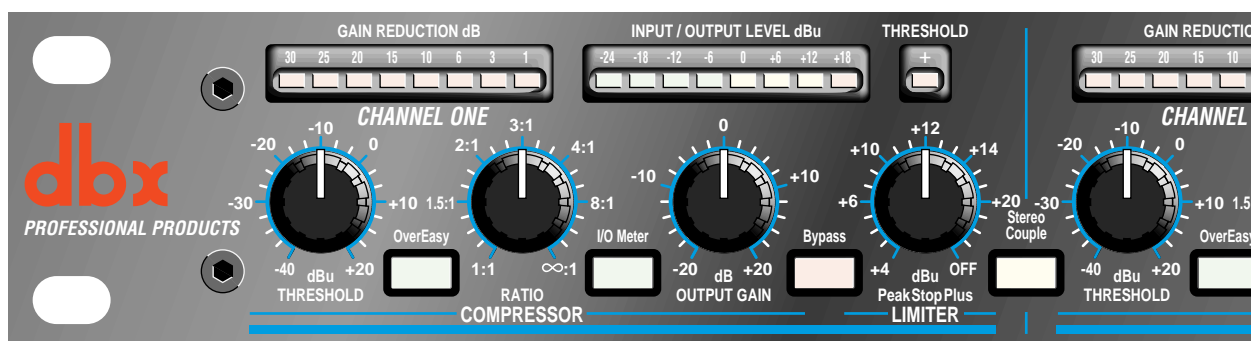 GAIN REDUCTION dB
30 25 20 15 10 6 3 1
INPUT / OUTPUT LEVEL dBu
-24 -18 -12 -6 0 +6 +12 +18
THRESHOLD
+
GAIN REDUCTIO
30 25 20 15 10
CHANNEL ONE
CHANNEL
dbx
PROFESSIONAL PRODUCTS
-40 -30 -20 -10 0 +10 +20
dBu
THRESHOLD
OverEasy
1:1 1.5:1 2:1 3:1 4:1 8:1 ∞:1
RATIO
I/O Meter
-20 -10 0 +10 +20
dB
OUTPUT GAIN
Bypass
COMPRESSOR
+4 +6 +10 +12 +14 +20 OFF
dBu
PeakStopPlus
LIMITER
Stereo
Couple
-40 -30 -20 -10 0 +10 +20
dBu
THRESHOLD
OverEasy
1.5